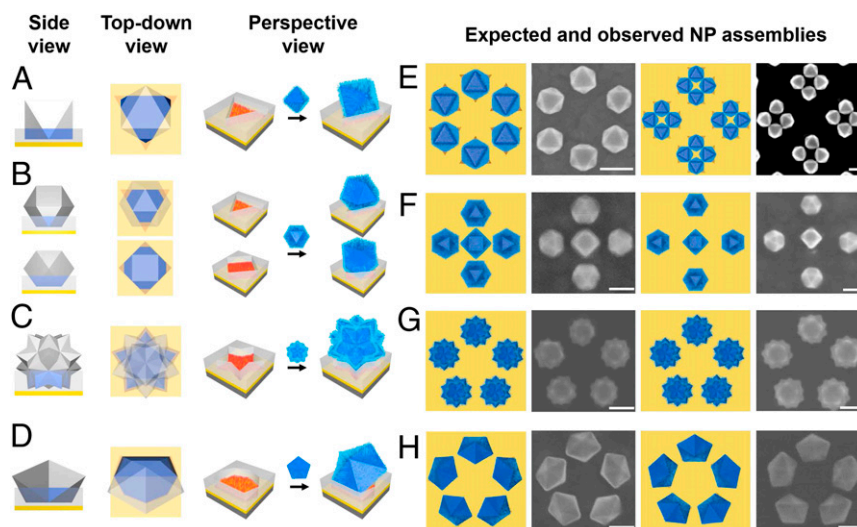 Side view
Top-down view
Perspective view
Expected and observed NP assemblies
A
B
C
D
E
F
G
H